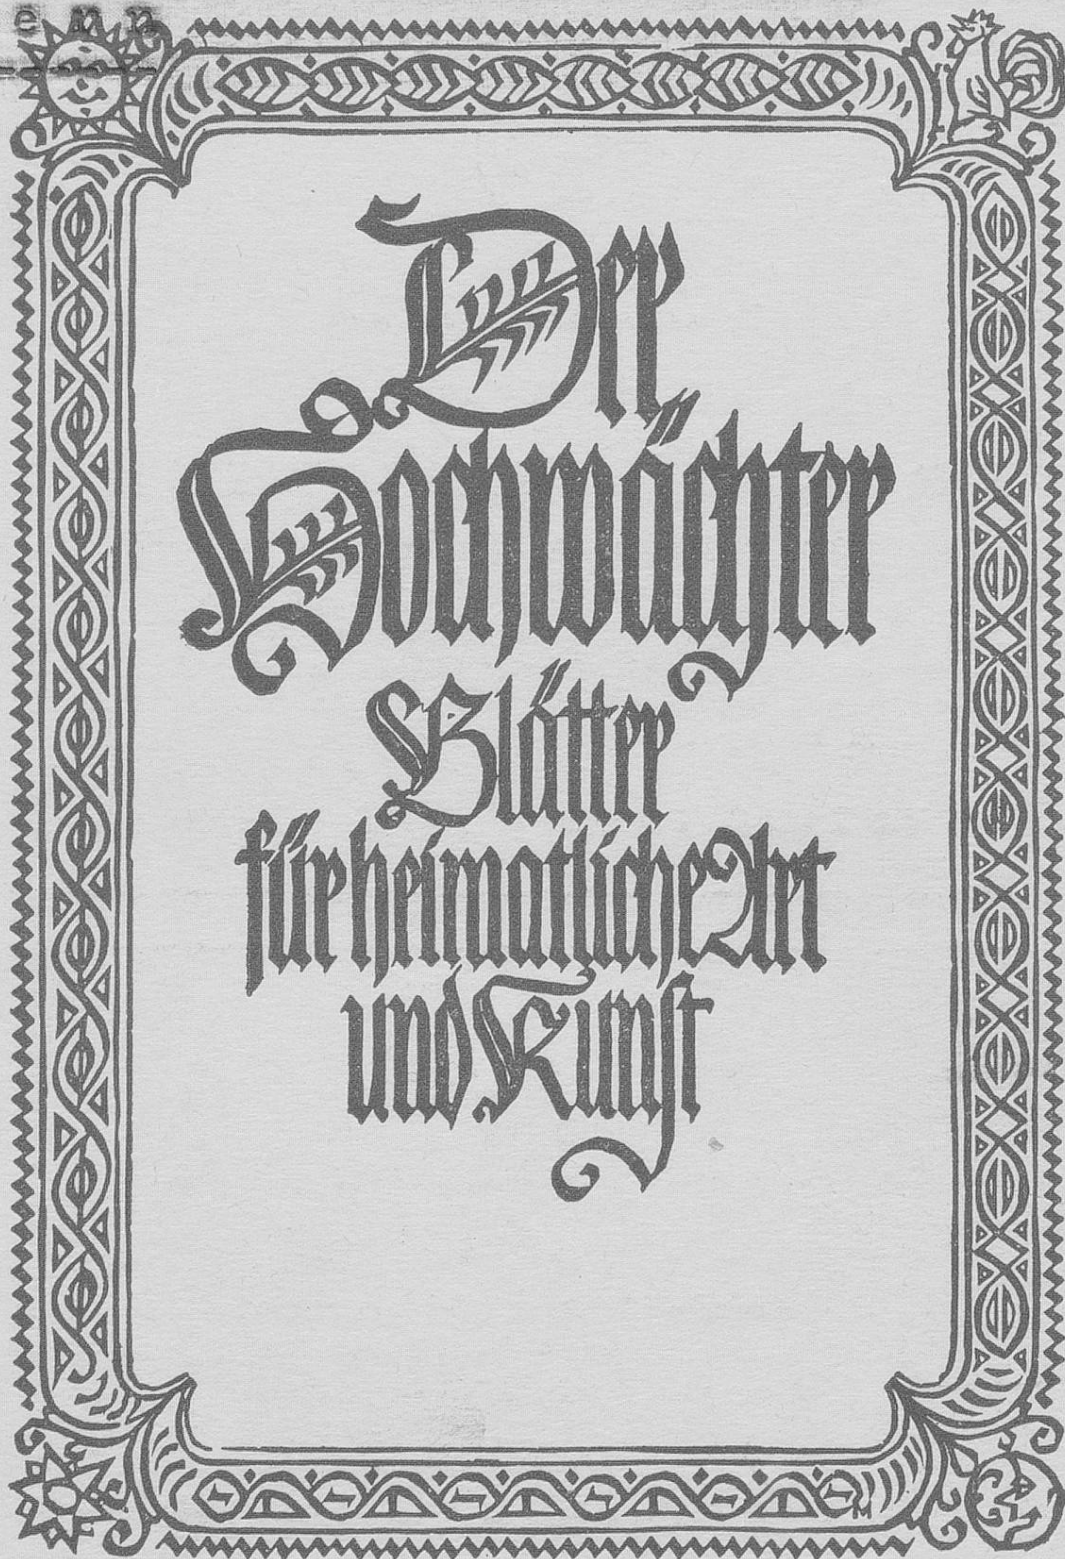 Der
Hochwächter
Blätter
für heimatliche Art
und Kunst
M